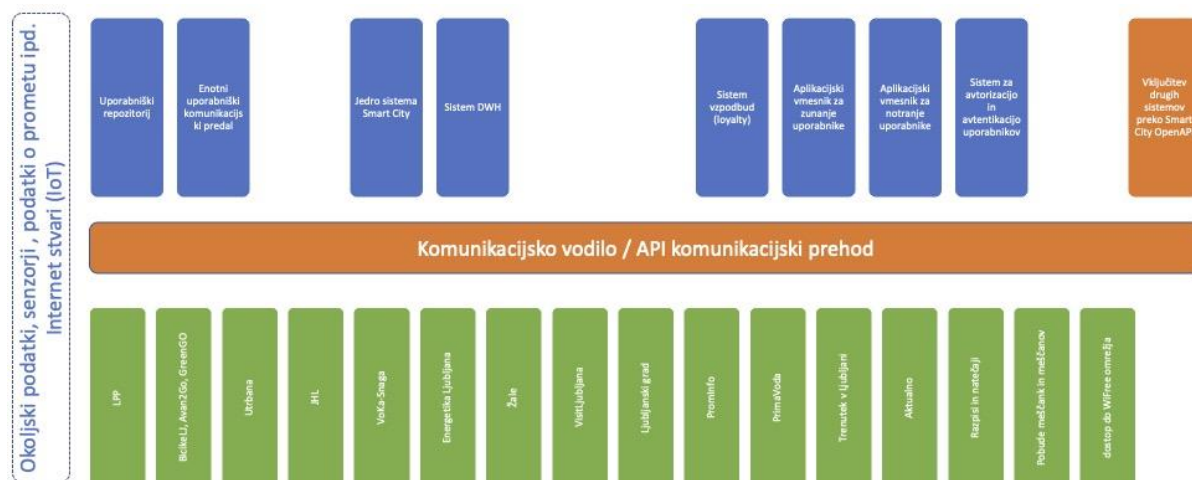 Okoljski podatki, senzorji , podatki o prometu ipd.
Internet stvari (IoT)
Uporabniški
repozitorij
Enotni
uporabniški
komunikacijs
ki predal
Jedro sistema
Smart City
Sistem DWH
Sistem
vzpodbud
(loyalty)
Aplikacijski
vmesnik za
zunanje
uporabnike
Aplikacijski
vmesnik za
notranje
uporabnike
Sistem za
avtorizacijo
in
avtentikacijo
uporabnikov
Vključitev
drugih
sistemov
preko Smart
City OpenAPI
Komunikacijsko vodilo / API komunikacijski prehod
LPP
BicikeLJ, Avan2Go, GreenGO
Utrbana
JHL
VoKa-Snaga
Energetika Ljubljana
Žale
VisitLjubljana
Ljubljanski grad
PromInfo
PrimaVoda
Trenutek v Ljubljani
Aktualno
Razpisi in natečaji
Pobude meščank in meščanov
dostop do WiFree omrežja